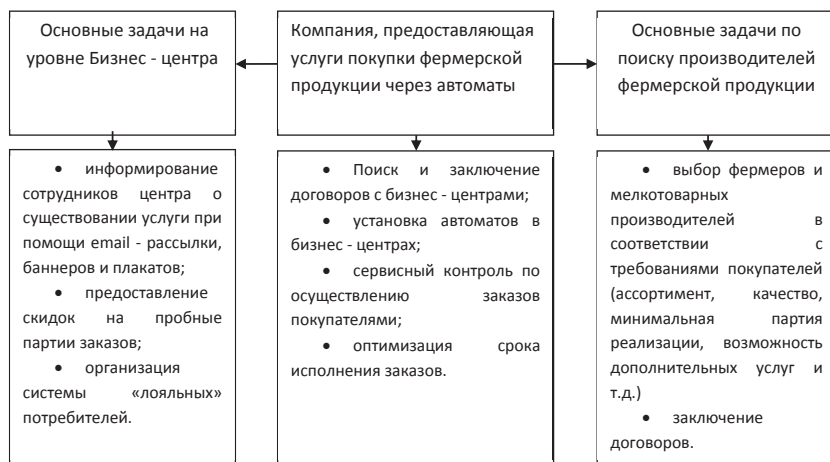 Основные задачи на
уровне Бизнес - центра
Компания, предоставляющая
услуги покупки фермерской
продукции через автоматы
Основные задачи по
поиску производителей
фермерской продукции
• информирование
сотрудников центра о
существовании услуги при
помощи email - рассылки,
баннеров и плакатов;
• предоставление
скидок на пробные
партии заказов;
• организация
системы «лояльных»
потребителей.
• Поиск и заключение
договоров с бизнес - центрами;
• установка автоматов в
бизнес - центрах;
• сервисный контроль по
осуществлению заказов
покупателями;
• оптимизация срока
исполнения заказов.
• выбор фермеров и
мелкотоварных
производителей в
соответствии с
требованиями покупателей
(ассортимент, качество,
минимальная партия
реализации, возможность
дополнительных услуг и
т.д.)
• заключение
договоров.